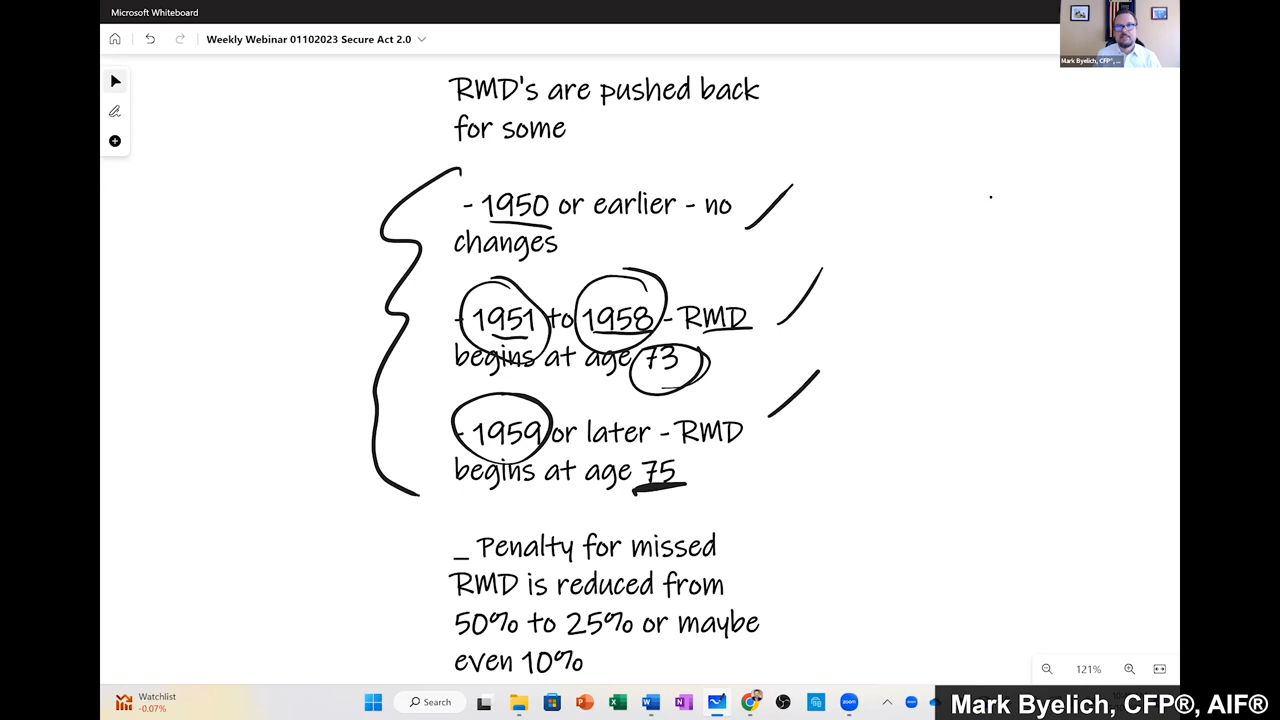 Microsoft Whiteboard
Weekly Webinar 01102023 Secure Act 2.0
Mark Byelich, CFP®, ...
RMD's are pushed back
for some
- 1950 or earlier - no
changes
- 1951 to 1958 - RMD
begins at age 73
- 1959 or later - RMD
begins at age 75
_ Penalty for missed
RMD is reduced from
50% to 25% or maybe
even 10%
121%
Watchlist
-0.07%
Search
Mark Byelich, CFP®, AIF®